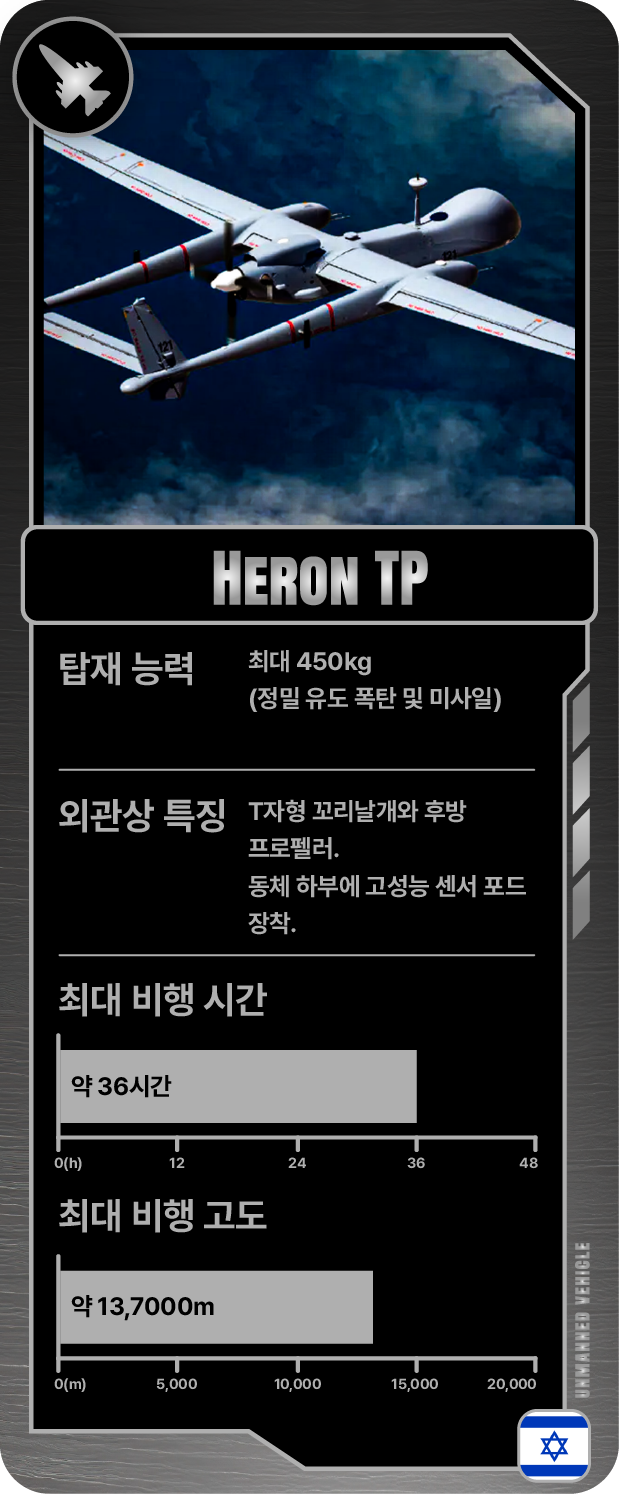 121
121
HERON TP
탑재 능력
최대 450kg
(정밀 유도 폭탄 및 미사일)
외관상 특징
T자형 꼬리날개와 후방
프로펠러.
동체 하부에 고성능 센서 포드
장착.
최대 비행 시간
약 36시간
0(h) 12 24 36 48
최대 비행 고도
약 13,7000m
0(m) 5,000 10,000 15,000 20,000
UNMANNED VEHICLE